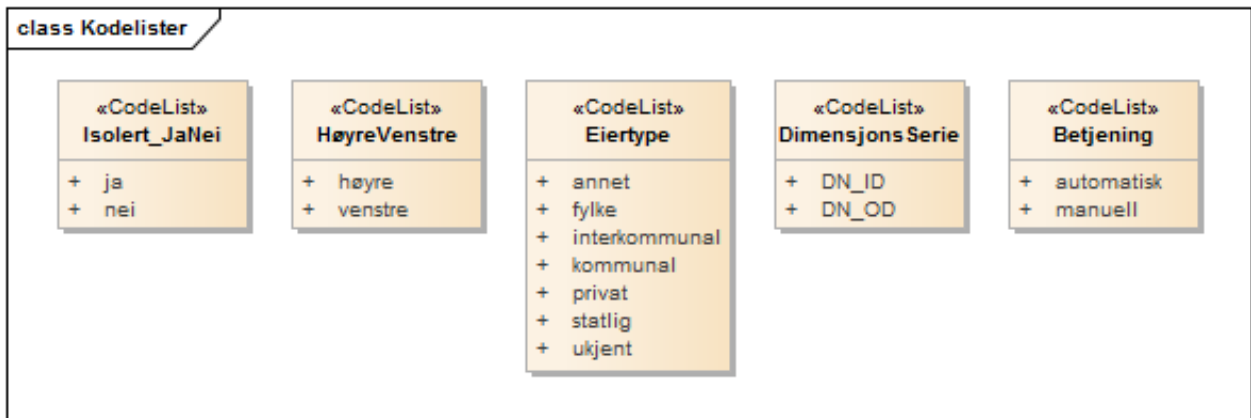 class Kodelister
«CodeList»
Isolert_JaNei
+ ja
+ nei
«CodeList»
HøyreVenstre
+ høyre
+ venstre
«CodeList»
Eiertype
+ annet
+ fylke
+ interkommunal
+ kommunal
+ privat
+ statlig
+ ukjent
«CodeList»
DimensjonsSerie
+ DN_ID
+ DN_OD
«CodeList»
Betjening
+ automatisk
+ manuell